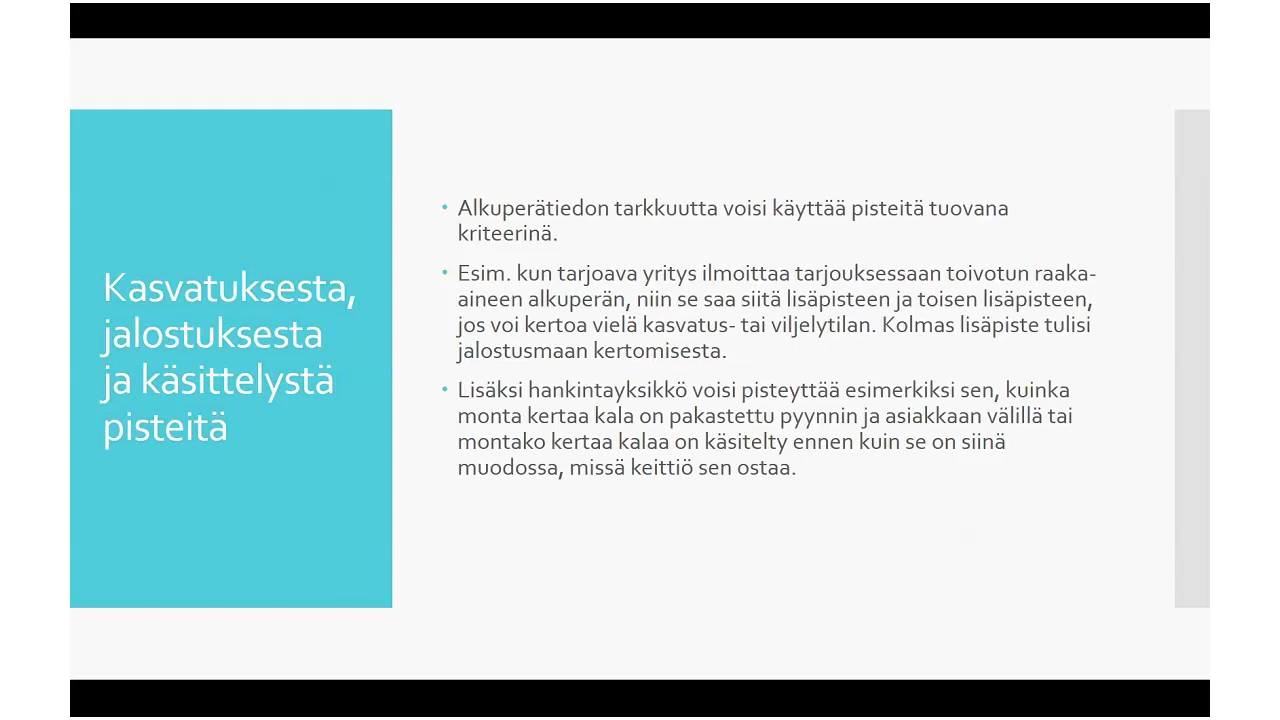 Kasvatuksesta,
jalostuksesta
ja käsittelystä
pisteitä
• Alkuperätiedon tarkkuutta voisi käyttää pisteitä tuovana
kriteerinä.
• Esim. kun tarjoava yritys ilmoittaa tarjouksessaan toivotun raaka-
aineen alkuperän, niin se saa siitä lisäpisteen ja toisen lisäpisteen,
jos voi kertoa vielä kasvatus- tai viljelytilan. Kolmas lisäpiste tulisi
jalostusmaan kertomisesta.
• Lisäksi hankintayksikkö voisi pisteyttää esimerkiksi sen, kuinka
monta kertaa kala on pakastettu pyynnin ja asiakkaan välillä tai
montako kertaa kalaa on käsitelty ennen kuin se on siinä
muodossa, missä keittiö sen ostaa.